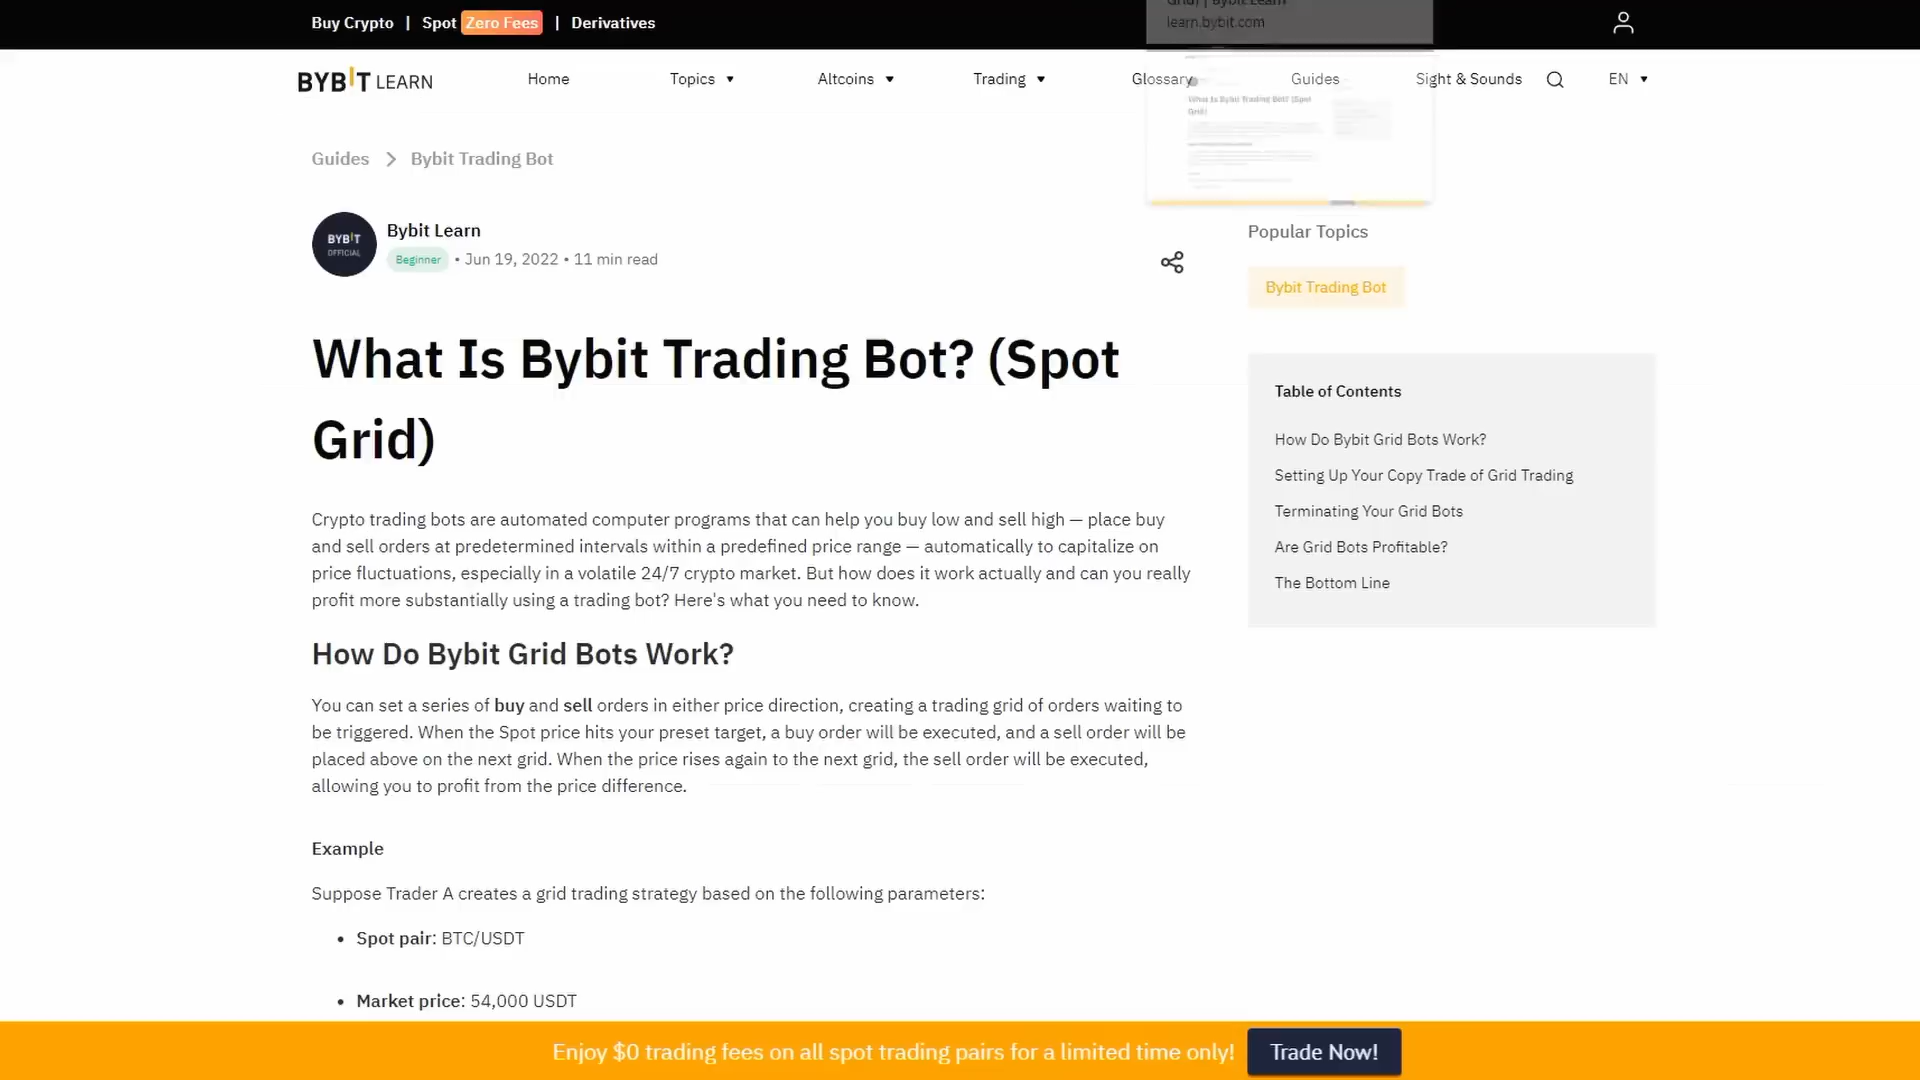 Buy Crypto | Spot Zero Fees | Derivatives
learn.bybit.com
BYBIT LEARN Home Topics Altcoins Trading Glossary Guides Sight & Sounds EN
What Is Bybit Trading Bot? (Spot
Grid)
Guides Bybit Trading Bot
BYBIT
OFFICIAL
Bybit Learn
Beginner • Jun 19, 2022 • 11 min read
What Is Bybit Trading Bot? (Spot
Grid)
Crypto trading bots are automated computer programs that can help you buy low and sell high — place buy
and sell orders at predetermined intervals within a predefined price range — automatically to capitalize on
price fluctuations, especially in a volatile 24/7 crypto market. But how does it work actually and can you really
profit more substantially using a trading bot? Here's what you need to know.
How Do Bybit Grid Bots Work?
You can set a series of buy and sell orders in either price direction, creating a trading grid of orders waiting to
be triggered. When the Spot price hits your preset target, a buy order will be executed, and a sell order will be
placed above on the next grid. When the price rises again to the next grid, the sell order will be executed,
allowing you to profit from the price difference.
Example
Suppose Trader A creates a grid trading strategy based on the following parameters:
• Spot pair: BTC/USDT
• Market price: 54,000 USDT
Popular Topics
Bybit Trading Bot
Table of Contents
How Do Bybit Grid Bots Work?
Setting Up Your Copy Trade of Grid Trading
Terminating Your Grid Bots
Are Grid Bots Profitable?
The Bottom Line
Enjoy $0 trading fees on all spot trading pairs for a limited time only! Trade Now!